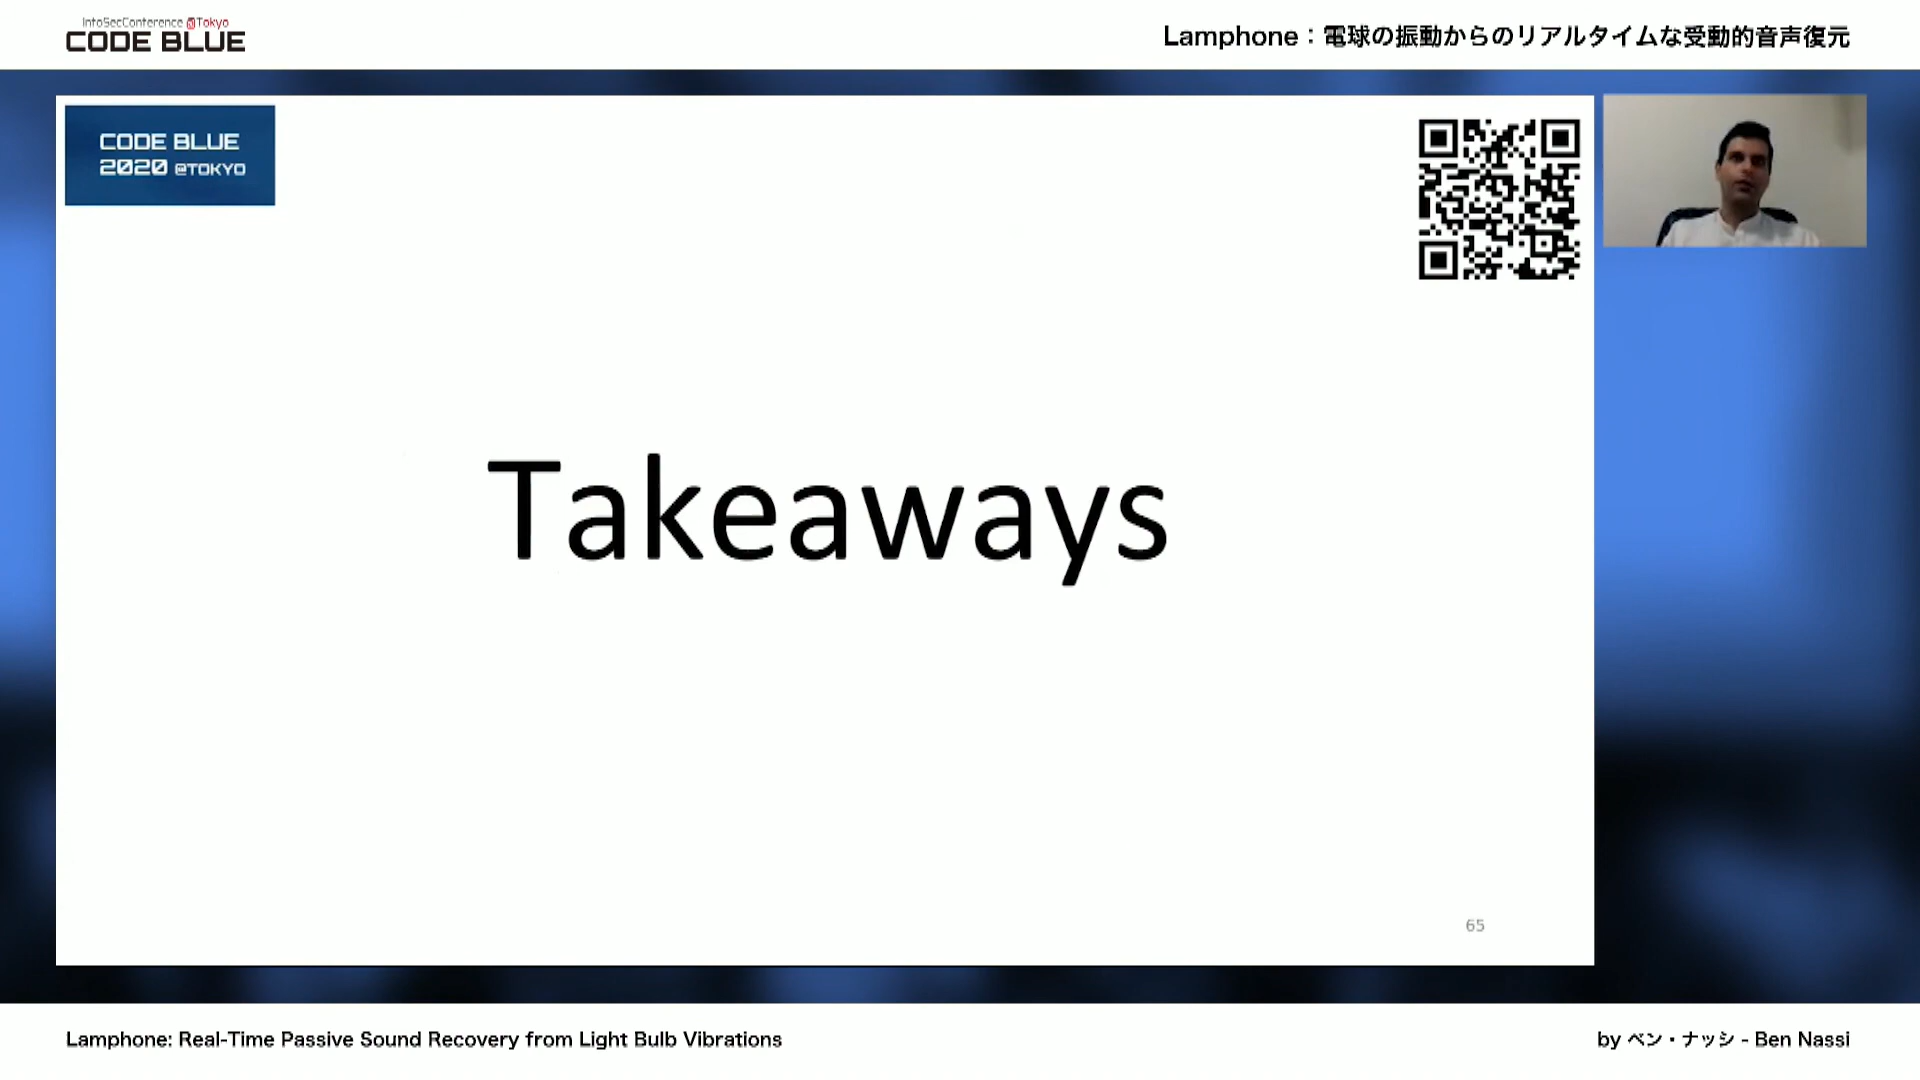 InfoSecConference @Tokyo
CODE BLUE
Lamphone：電球の振動からのリアルタイムな受動的音声復元
CODE BLUE
2020 @TOKYO
Takeaways
65
Lamphone: Real-Time Passive Sound Recovery from Light Bulb Vibrations
by ベン・ナッシ - Ben Nassi